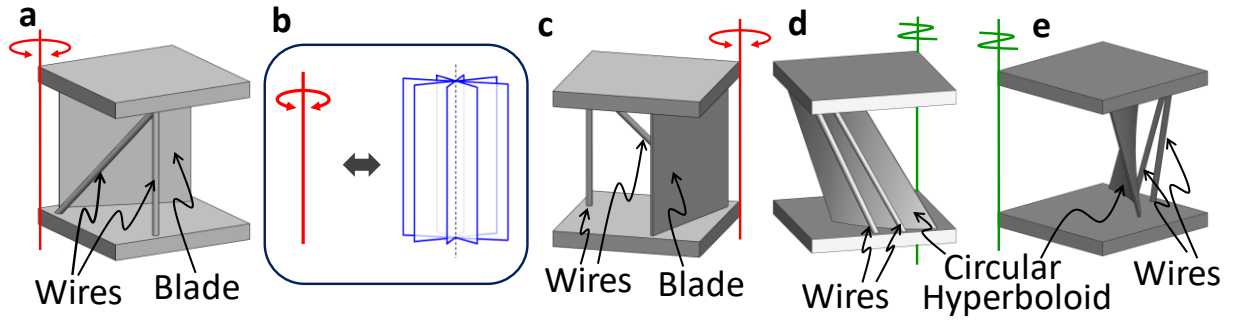 a
b
c
d
e
Wires
Blade
Wires
Blade
Wires
Circular
Hyperboloid
Wires